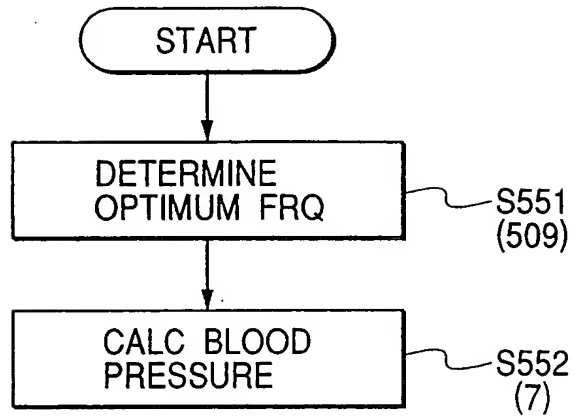 START
DETERMINE
OPTIMUM FRQ
S551
(509)
CALC BLOOD
PRESSURE
S552
(7)